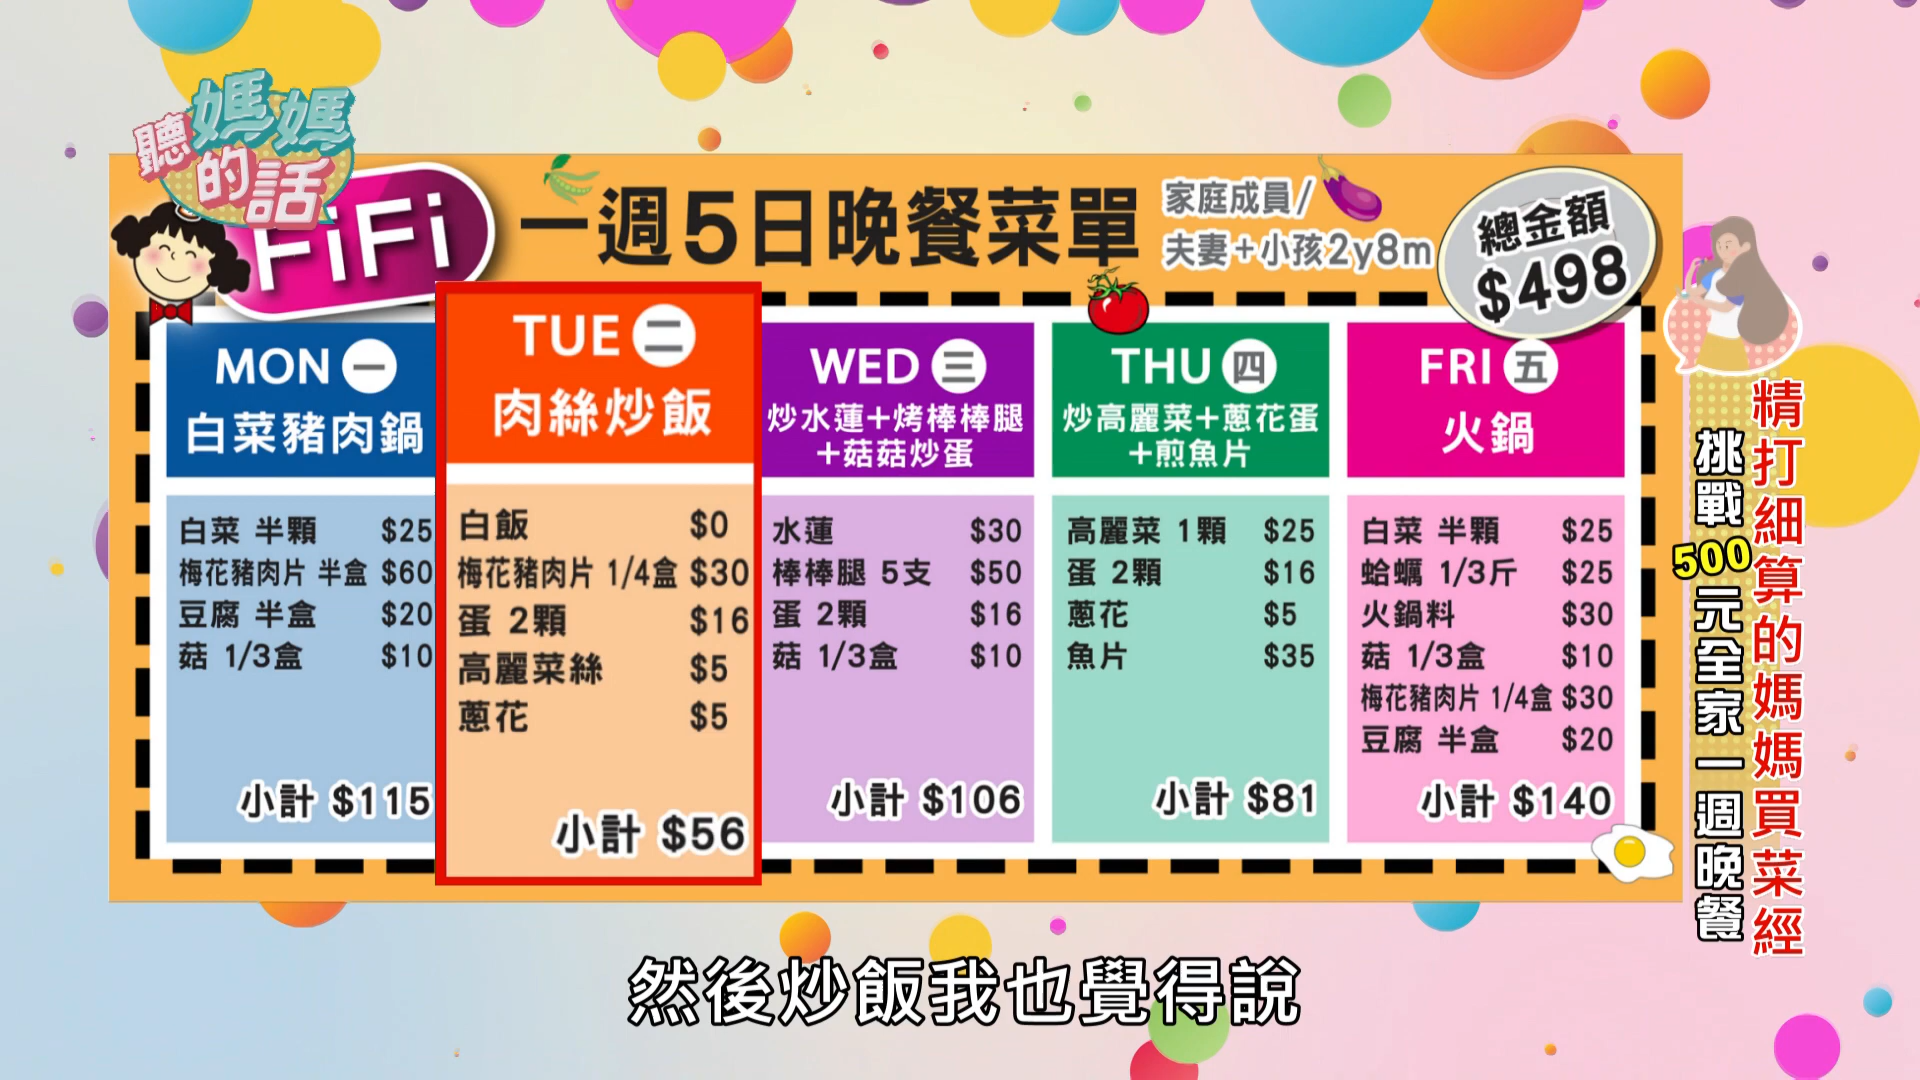 聽媽媽的話
FiFi
一週5日晚餐菜單
家庭成員/
夫妻+小孩2y8m
總金額
$498
MON 一
白菜豬肉鍋
白菜 半顆 $25
梅花豬肉片 半盒 $60
豆腐 半盒 $20
菇 1/3盒 $10
小計 $115
TUE 二
肉絲炒飯
白飯 $0
梅花豬肉片 1/4盒 $30
蛋 2顆 $16
高麗菜絲 $5
蔥花 $5
小計 $56
WED 三
炒水蓮+烤棒棒腿
+菇菇炒蛋
水蓮 $30
棒棒腿 5支 $50
蛋 2顆 $16
菇 1/3盒 $10
小計 $106
THU 四
炒高麗菜+蔥花蛋
+煎魚片
高麗菜 1顆 $25
蛋 2顆 $16
蔥花 $5
魚片 $35
小計 $81
FRI 五
火鍋
白菜 半顆 $25
蛤蠣 1/3斤 $25
火鍋料 $30
菇 1/3盒 $10
梅花豬肉片 1/4盒 $30
豆腐 半盒 $20
小計 $140
精打細算的媽媽買菜經
挑戰500元全家一週晚餐
然後炒飯我也覺得說